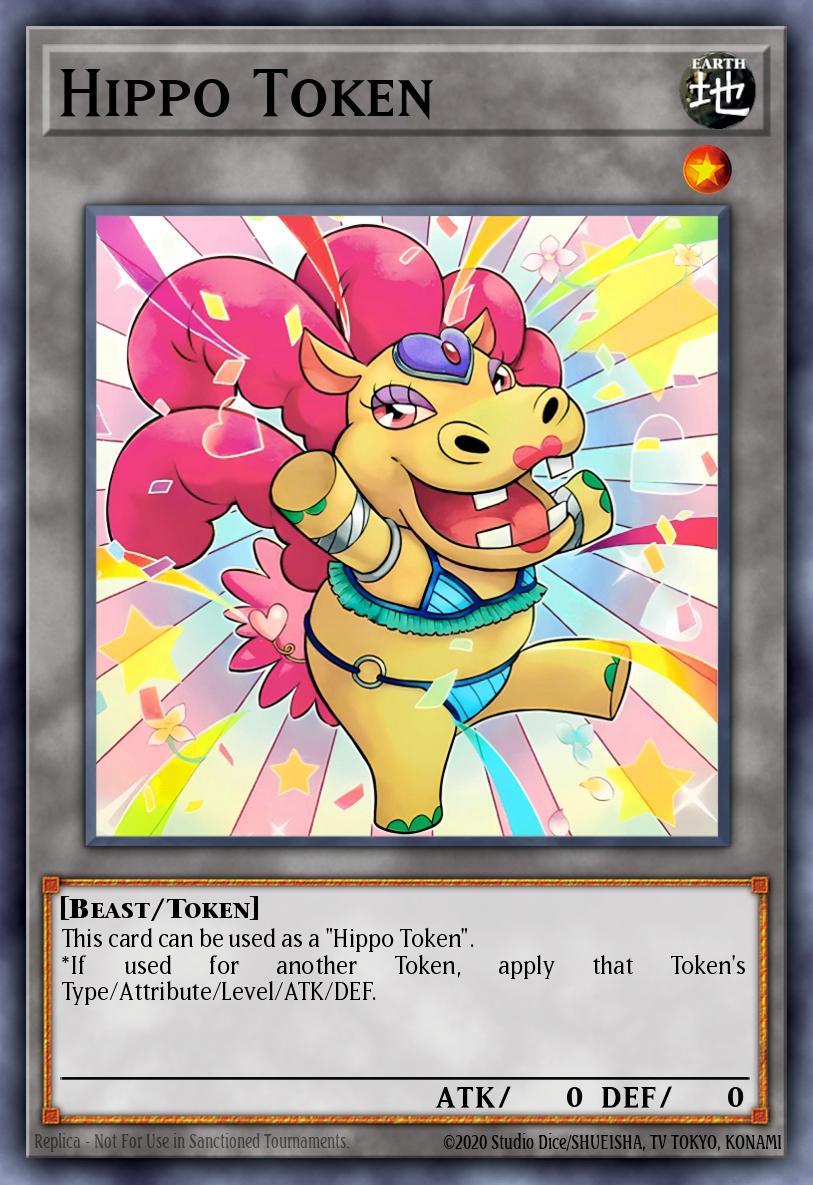 Hippo Token
EARTH
地
[Beast/Token]
This card can be used as a "Hippo Token".
*If used for another Token, apply that Token's
Type/Attribute/Level/ATK/DEF.
ATK/ 0 DEF/ 0
Replica - Not For Use in Sanctioned Tournaments.
©2020 Studio Dice/SHUEISHA, TV TOKYO, KONAMI